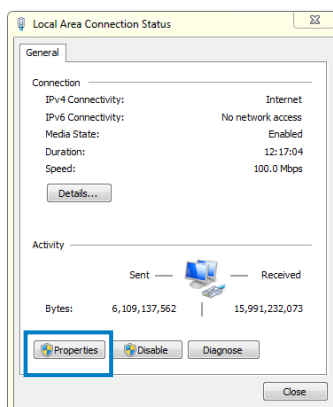 Local Area Connection Status
General
Connection
IPv4 Connectivity: Internet
IPv6 Connectivity: No network access
Media State: Enabled
Duration: 12:17:04
Speed: 100.0 Mbps
Details...
Activity
Sent Received
Bytes: 6,109,137,562 15,991,232,073
Properties Disable Diagnose
Close